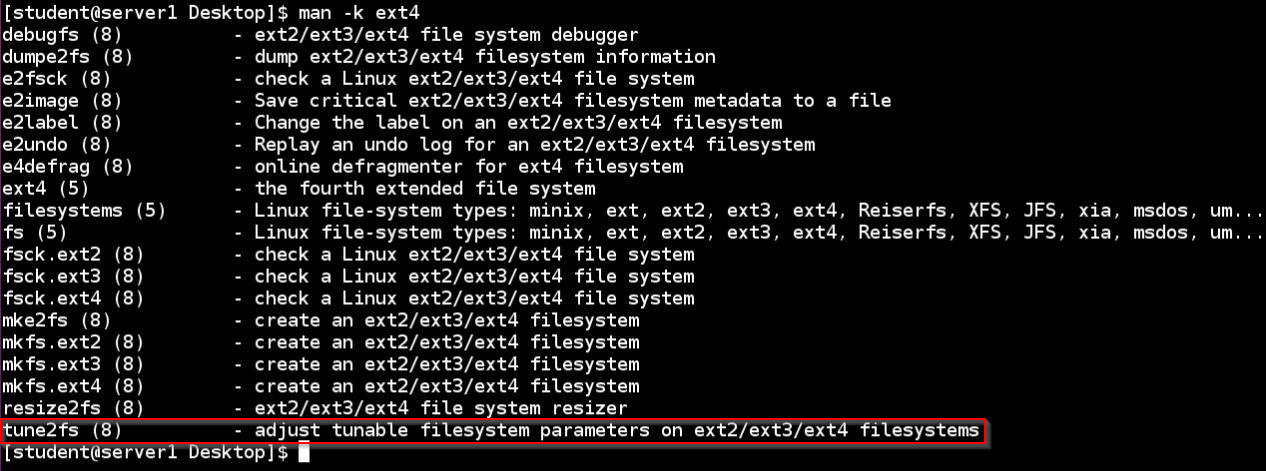 [student@server1 Desktop]$ man -k ext4
debugfs (8)          - ext2/ext3/ext4 file system debugger
dumpe2fs (8)         - dump ext2/ext3/ext4 filesystem information
e2fsck (8)           - check a Linux ext2/ext3/ext4 file system
e2image (8)          - Save critical ext2/ext3/ext4 filesystem metadata to a file
e2label (8)          - Change the label on an ext2/ext3/ext4 filesystem
e2undo (8)           - Replay an undo log for an ext2/ext3/ext4 filesystem
e4defrag (8)         - online defragmenter for ext4 filesystem
ext4 (5)             - the fourth extended file system
filesystems (5)      - Linux file-system types: minix, ext, ext2, ext3, ext4, Reiserfs, XFS, JFS, xia, msdos, um...
fs (5)               - Linux file-system types: minix, ext, ext2, ext3, ext4, Reiserfs, XFS, JFS, xia, msdos, um...
fsck.ext2 (8)        - check a Linux ext2/ext3/ext4 file system
fsck.ext3 (8)        - check a Linux ext2/ext3/ext4 file system
fsck.ext4 (8)        - check a Linux ext2/ext3/ext4 file system
mke2fs (8)           - create an ext2/ext3/ext4 filesystem
mkfs.ext2 (8)        - create an ext2/ext3/ext4 filesystem
mkfs.ext3 (8)        - create an ext2/ext3/ext4 filesystem
mkfs.ext4 (8)        - create an ext2/ext3/ext4 filesystem
resize2fs (8)        - ext2/ext3/ext4 file system resizer
tune2fs (8)          - adjust tunable filesystem parameters on ext2/ext3/ext4 filesystems
[student@server1 Desktop]$